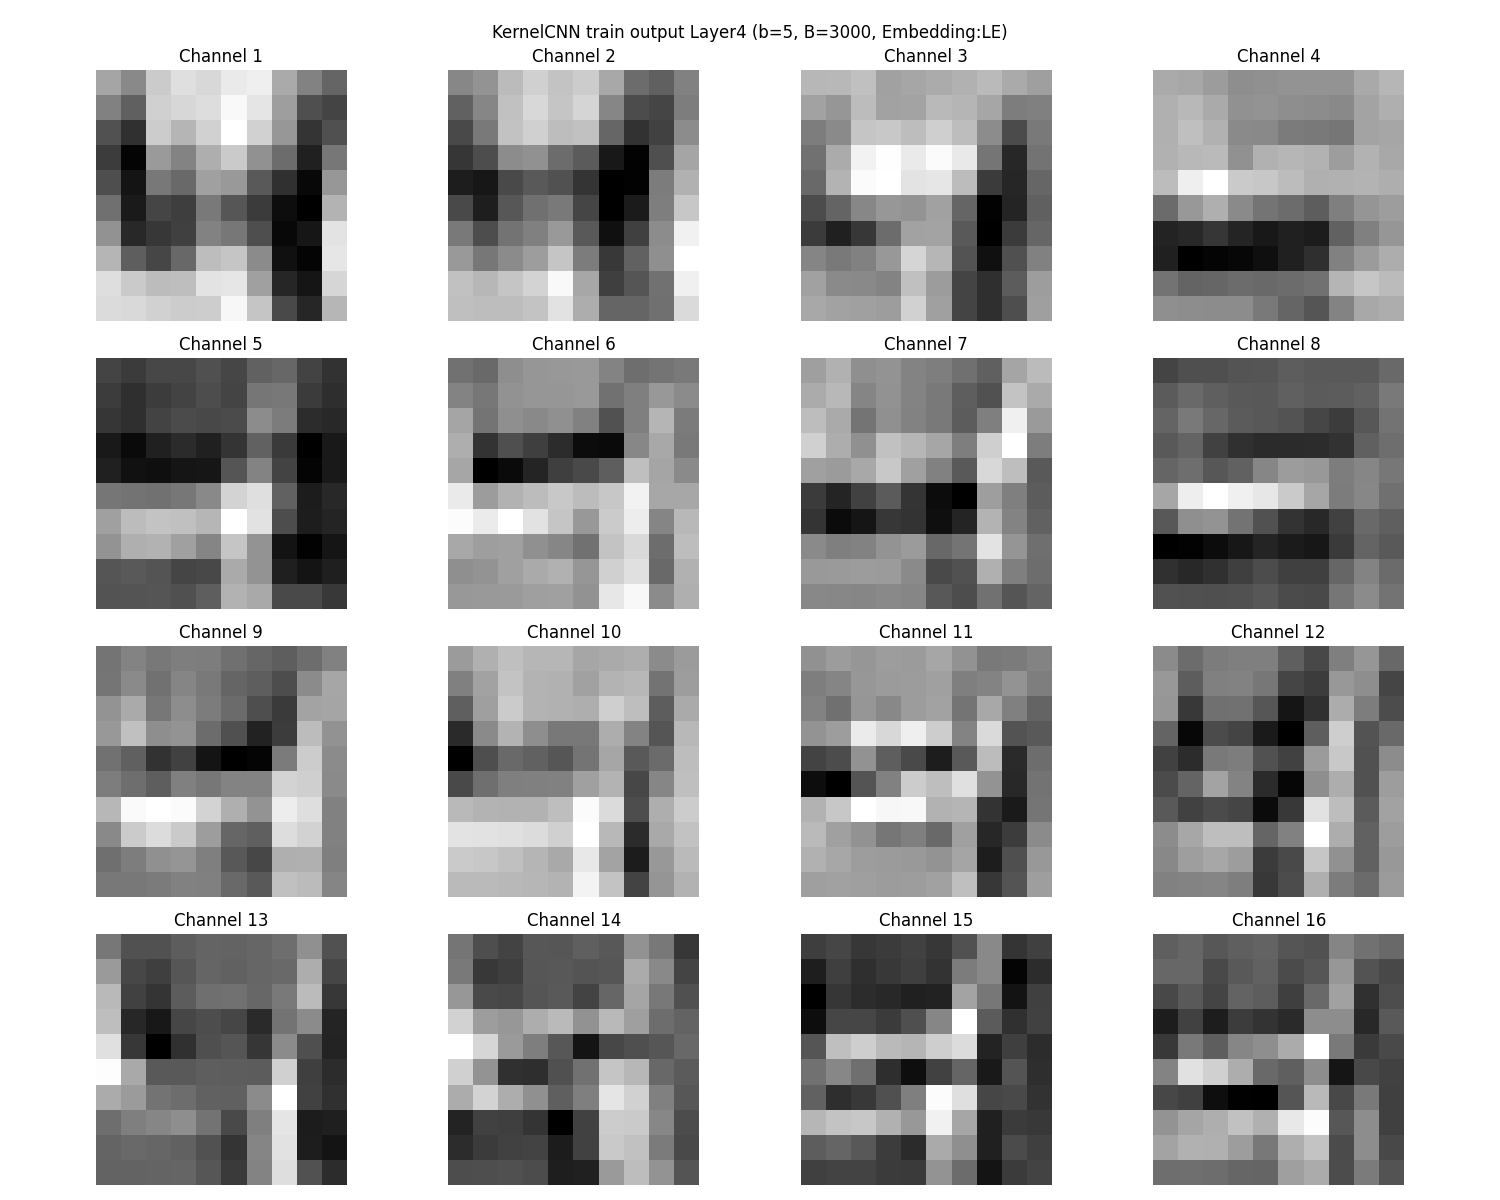 KernelCNN train output Layer4 (b=5, B=3000, Embedding:LE)
Channel 1
Channel 2
Channel 3
Channel 4
Channel 5
Channel 6
Channel 7
Channel 8
Channel 9
Channel 10
Channel 11
Channel 12
Channel 13
Channel 14
Channel 15
Channel 16